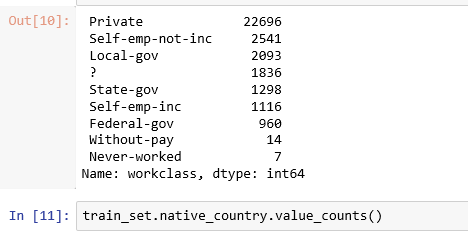 Out[10]: Private 22696
Self-emp-not-inc 2541
Local-gov 2093
? 1836
State-gov 1298
Self-emp-inc 1116
Federal-gov 960
Without-pay 14
Never-worked 7
Name: workclass, dtype: int64
In [11]: train_set.native_country.value_counts()